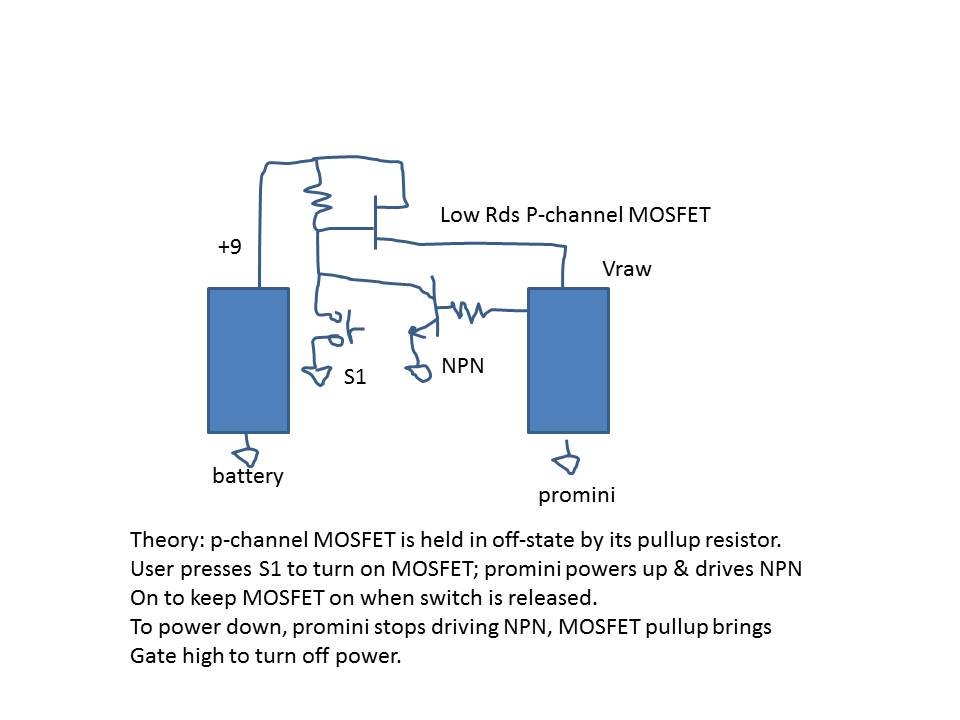 Low Rds P-channel MOSFET
+9
Vraw
S1
NPN
battery
promini
Theory: p-channel MOSFET is held in off-state by its pullup resistor.
User presses S1 to turn on MOSFET; promini powers up & drives NPN
On to keep MOSFET on when switch is released.
To power down, promini stops driving NPN, MOSFET pullup brings
Gate high to turn off power.